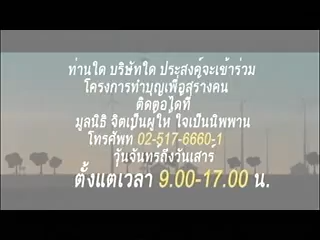 ท่านใด บริษัทใด ประสงค์จะเข้าร่วม
โครงการทำบุญเพื่อสร้างคน
ติดต่อได้ที่
มูลนิธิ จิตเป็นผู้ให้ ใจเป็นนิพพาน
โทรศัพท์ 02-517-6660-1
วันจันทร์ถึงวันเสาร์
ตั้งแต่เวลา 9.00-17.00 น.